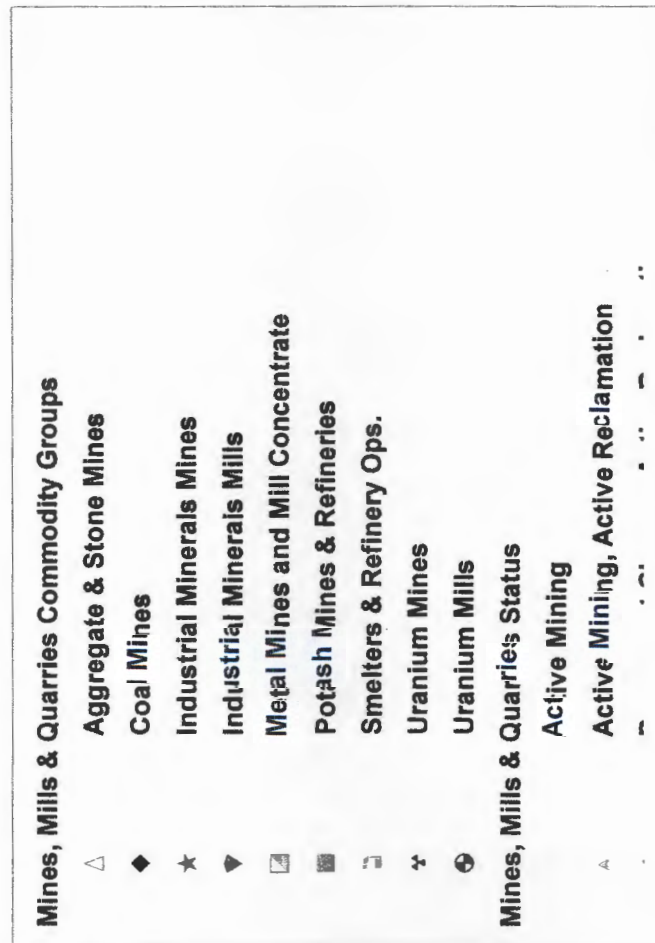 Mines, Mills & Quarries Commodity Groups
Aggregate & Stone Mines
Coal Mines
Industrial Minerals Mines
Industrial Minerals Mills
Metal Mines and Mill Concentrate
Potash Mines & Refineries
Smelters & Refinery Ops.
Uranium Mines
Uranium Mills
Mines, Mills & Quarries Status
Active Mining
Active Mining, Active Reclamation